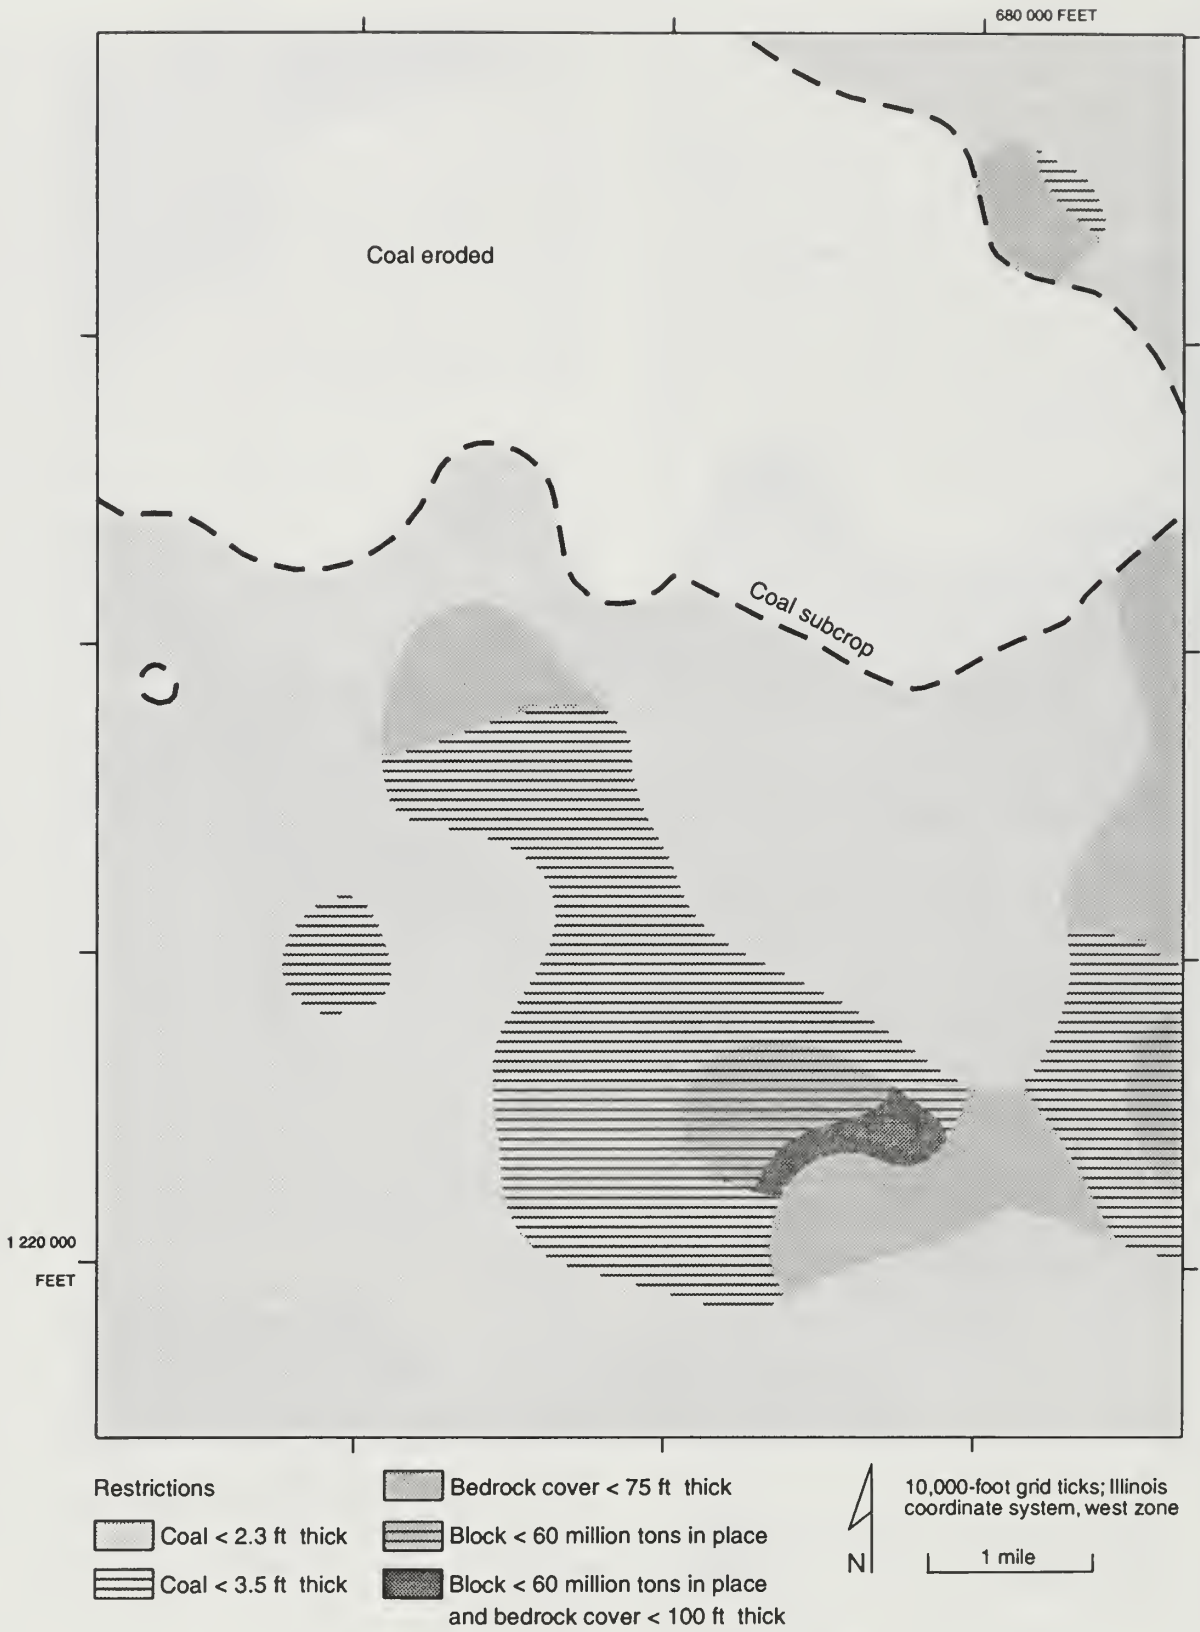 680 000 FEET
Coal eroded
Coal subcrop
1 220 000
FEET
Restrictions
Coal < 2.3 ft thick
Coal < 3.5 ft thick
Bedrock cover < 75 ft thick
Block < 60 million tons in place
Block < 60 million tons in place
and bedrock cover < 100 ft thick
N
10,000-foot grid ticks; Illinois
coordinate system, west zone
1 mile